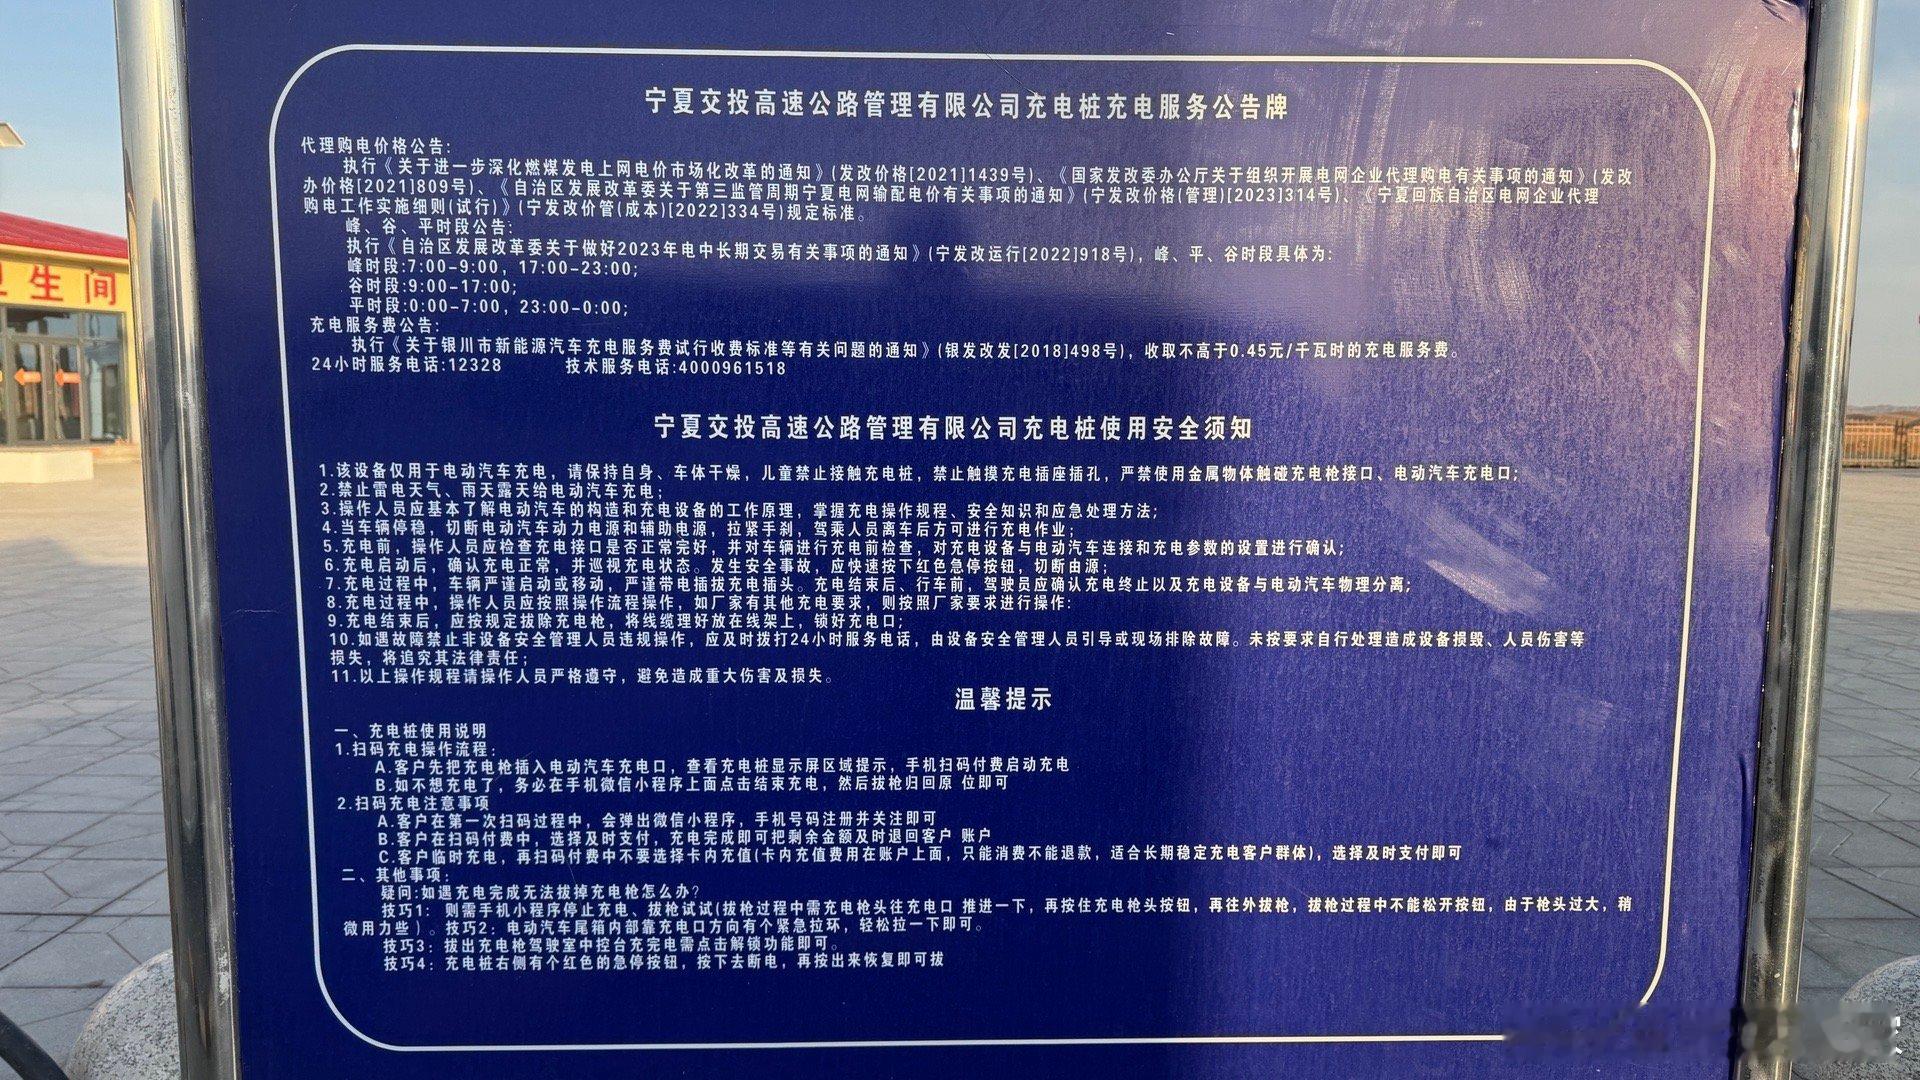 宁夏交投高速公路管理有限公司充电桩充电服务公告牌
代理购电价格公告:
执行《关于进一步深化燃煤发电上网电价市场化改革的通知》(发改价格[2021]1439号)、《国家发改委办公厅关于组织开展电网企业代理购电有关事项的通知》(发改
办价格[2021]809号)、《自治区发展改革委关于第三监管周期宁夏电网输配电价有关事项的通知》(宁发改价格(管理)[2023]314号)、《宁夏回族自治区电网企业代理
购电工作实施细则(试行)》(宁发改价管(成本)[2022]334号)规定标准。
峰、谷、平时段公告:
执行《自治区发展改革委关于做好2023年电中长期交易有关事项的通知》(宁发改运行[2022]918号)，峰、平、谷时段具体为:
峰时段:7:00-9:00，17:00-23:00;
谷时段:9:00-17:00;
平时段:0:00-7:00，23:00-0:00;
充电服务费公告:
执行《关于银川市新能源汽车充电服务费试行收费标准等有关问题的通知》(银发改发[2018]498号)，收取不高于0.45元/千瓦时的充电服务费。
24小时服务电话:12328 技术服务电话:4000961518
宁夏交投高速公路管理有限公司充电桩使用安全须知
1.该设备仅用于电动汽车充电，请保持自身、车体干燥，儿童禁止接触充电桩，禁止触摸充电插座插孔，严禁使用金属物体触碰充电枪接口、电动汽车充电口;
2.禁止雷电天气、雨天露天给电动汽车充电;
3.操作人员应基本了解电动汽车的构造和充电设备的工作原理，掌握充电操作规程、安全知识和应急处理方法;
4.当车辆停稳，切断电动汽车动力电源和辅助电源，拉紧手刹，驾乘人员离车后方可进行充电作业;
5.充电前，操作人员应检查充电接口是否正常完好，并对车辆进行充电前检查，对充电设备与电动汽车连接和充电参数的设置进行确认;
6.充电启动后，确认充电正常，并巡视充电状态。发生安全事故，应快速按下红色急停按钮，切断由源;
7.充电过程中，车辆严谨启动或移动，严谨带电插拔充电插头。充电结束后、行车前，驾驶员应确认充电终止以及充电设备与电动汽车物理分离;
8.充电过程中，操作人员应按照操作流程操作，如厂家有其他充电要求，则按照厂家要求进行操作:
9.充电结束后，应按规定拔除充电枪，将线缆理好放在线架上，锁好充电口;
10.如遇故障禁止非设备安全管理人员违规操作，应及时拨打24小时服务电话，由设备安全管理人员引导或现场排除故障。未按要求自行处理造成设备损毁、人员伤害等
损失，将追究其法律责任;
11.以上操作规程请操作人员严格遵守，避免造成重大伤害及损失。
温馨提示
一、充电桩使用说明
1.扫码充电操作流程:
A.客户先把充电枪插入电动汽车充电口，查看充电桩显示屏区域提示，手机扫码付费启动充电
B.如不想充电了，务必在手机微信小程序上面点击结束充电，然后拔枪归回原 位即可
2.扫码充电注意事项
A.客户在第一次扫码过程中，会弹出微信小程序，手机号码注册并关注即可
B.客户在扫码付费中，选择及时支付，充电完成即可把剩余金额及时退回客户 账户
C.客户临时充电，再扫码付费中不要选择卡内充值(卡内充值费用在账户上面，只能消费不能退款，适合长期稳定充电客户群体)，选择及时支付即可
二、其他事项:
疑问:如遇充电完成无法拔掉充电枪怎么办?
技巧1: 则需手机小程序停止充电、拔枪试试(拔枪过程中需充电枪头往充电口 推进一下，再按住充电枪头按钮，再往外拔枪，拔枪过程中不能松开按钮，由于枪头过大，稍
微用力些)。技巧2: 电动汽车尾箱内部靠充电口方向有个紧急拉环，轻松拉一下即可。
技巧3: 拔出充电枪驾驶室中控台充完电需点击解锁功能即可。
技巧4: 充电桩右侧有个红色的急停按钮，按下去断电，再按出来恢复即可拔
卫生间